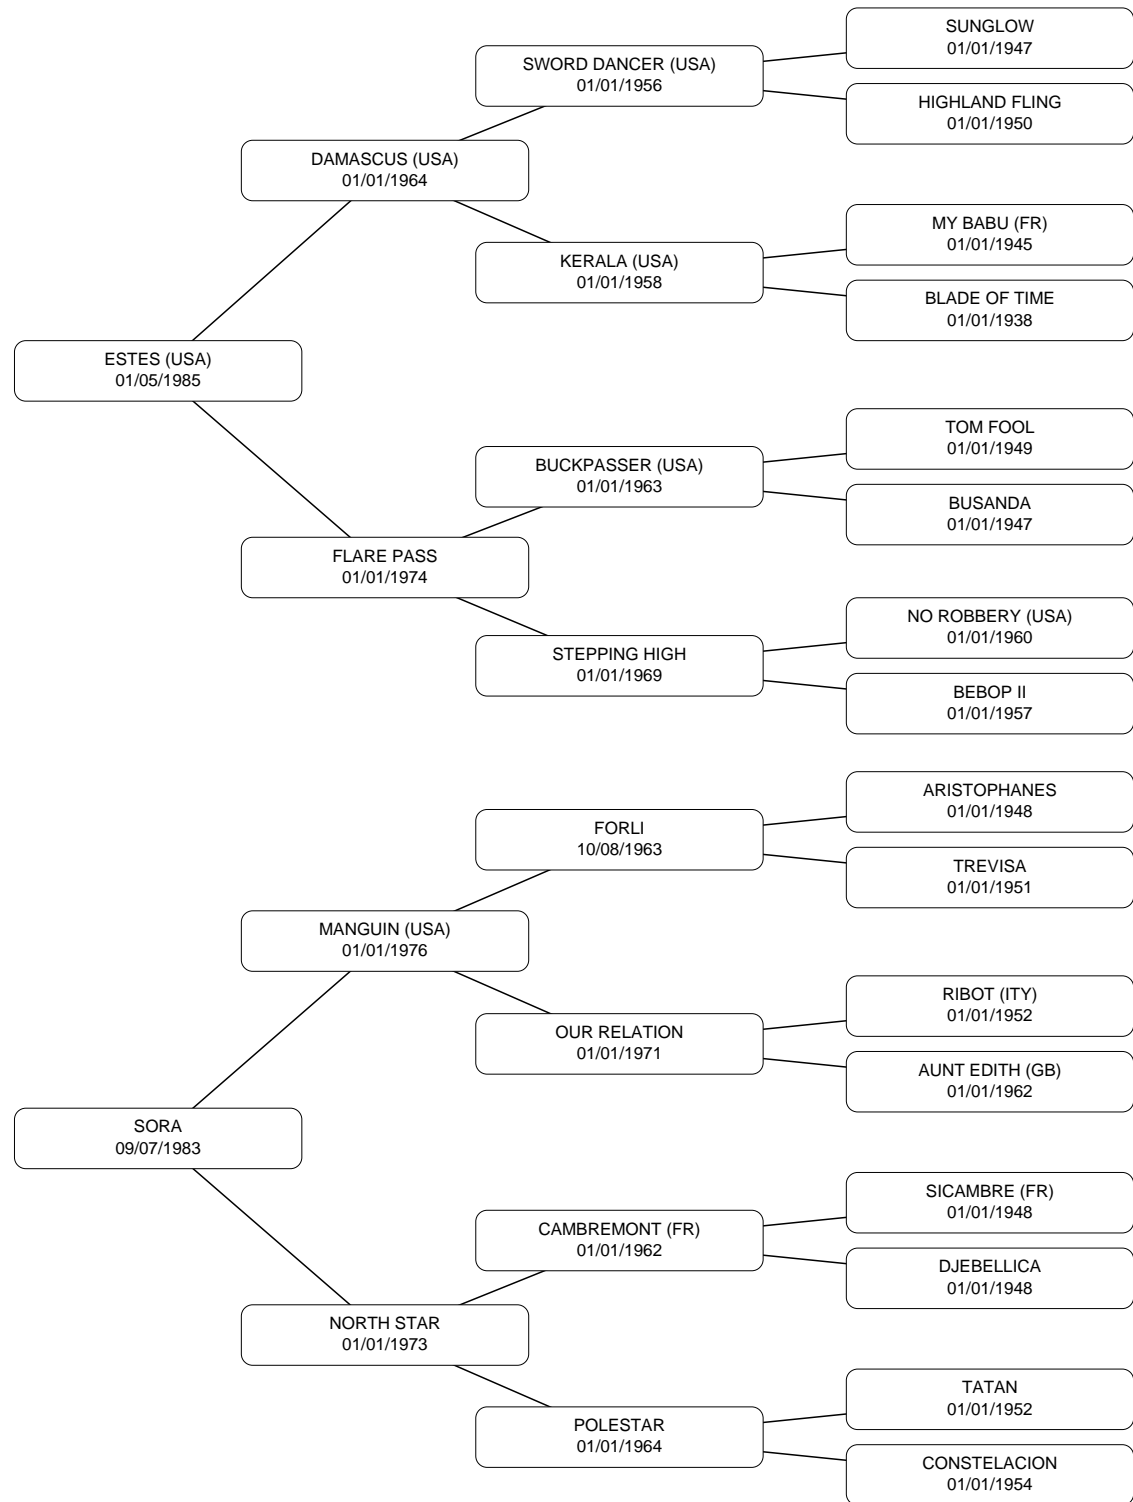 SUNGLOW
01/01/1947
SWORD DANCER (USA)
01/01/1956
HIGHLAND FLING
01/01/1950
DAMASCUS (USA)
01/01/1964
MY BABU (FR)
01/01/1945
KERALA (USA)
01/01/1958
BLADE OF TIME
01/01/1938
ESTES (USA)
01/05/1985
TOM FOOL
01/01/1949
BUCKPASSER (USA)
01/01/1963
BUSANDA
01/01/1947
FLARE PASS
01/01/1974
NO ROBBERY (USA)
01/01/1960
STEPPING HIGH
01/01/1969
BEBOP II
01/01/1957
ARISTOPHANES
01/01/1948
FORLI
10/08/1963
TREVISA
01/01/1951
MANGUIN (USA)
01/01/1976
RIBOT (ITY)
01/01/1952
OUR RELATION
01/01/1971
AUNT EDITH (GB)
01/01/1962
SORA
09/07/1983
SICAMBRE (FR)
01/01/1948
CAMBREMONT (FR)
01/01/1962
DJEBELLICA
01/01/1948
NORTH STAR
01/01/1973
TATAN
01/01/1952
POLESTAR
01/01/1964
CONSTELACION
01/01/1954